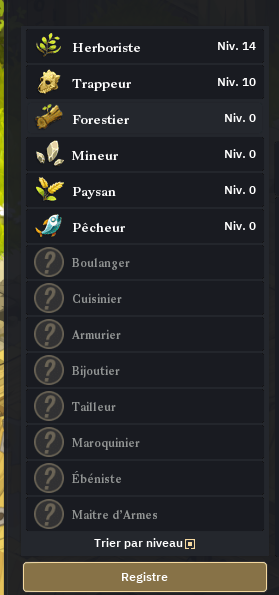 Herboriste Niv. 14
Trappeur Niv. 10
Forestier Niv. 0
Mineur Niv. 0
Paysan Niv. 0
Pêcheur Niv. 0
? Boulanger
? Cuisinier
? Armurier
? Bijoutier
? Tailleur
? Maroquinier
? Ébéniste
? Maitre d'Armes
Trier par niveau
Registre